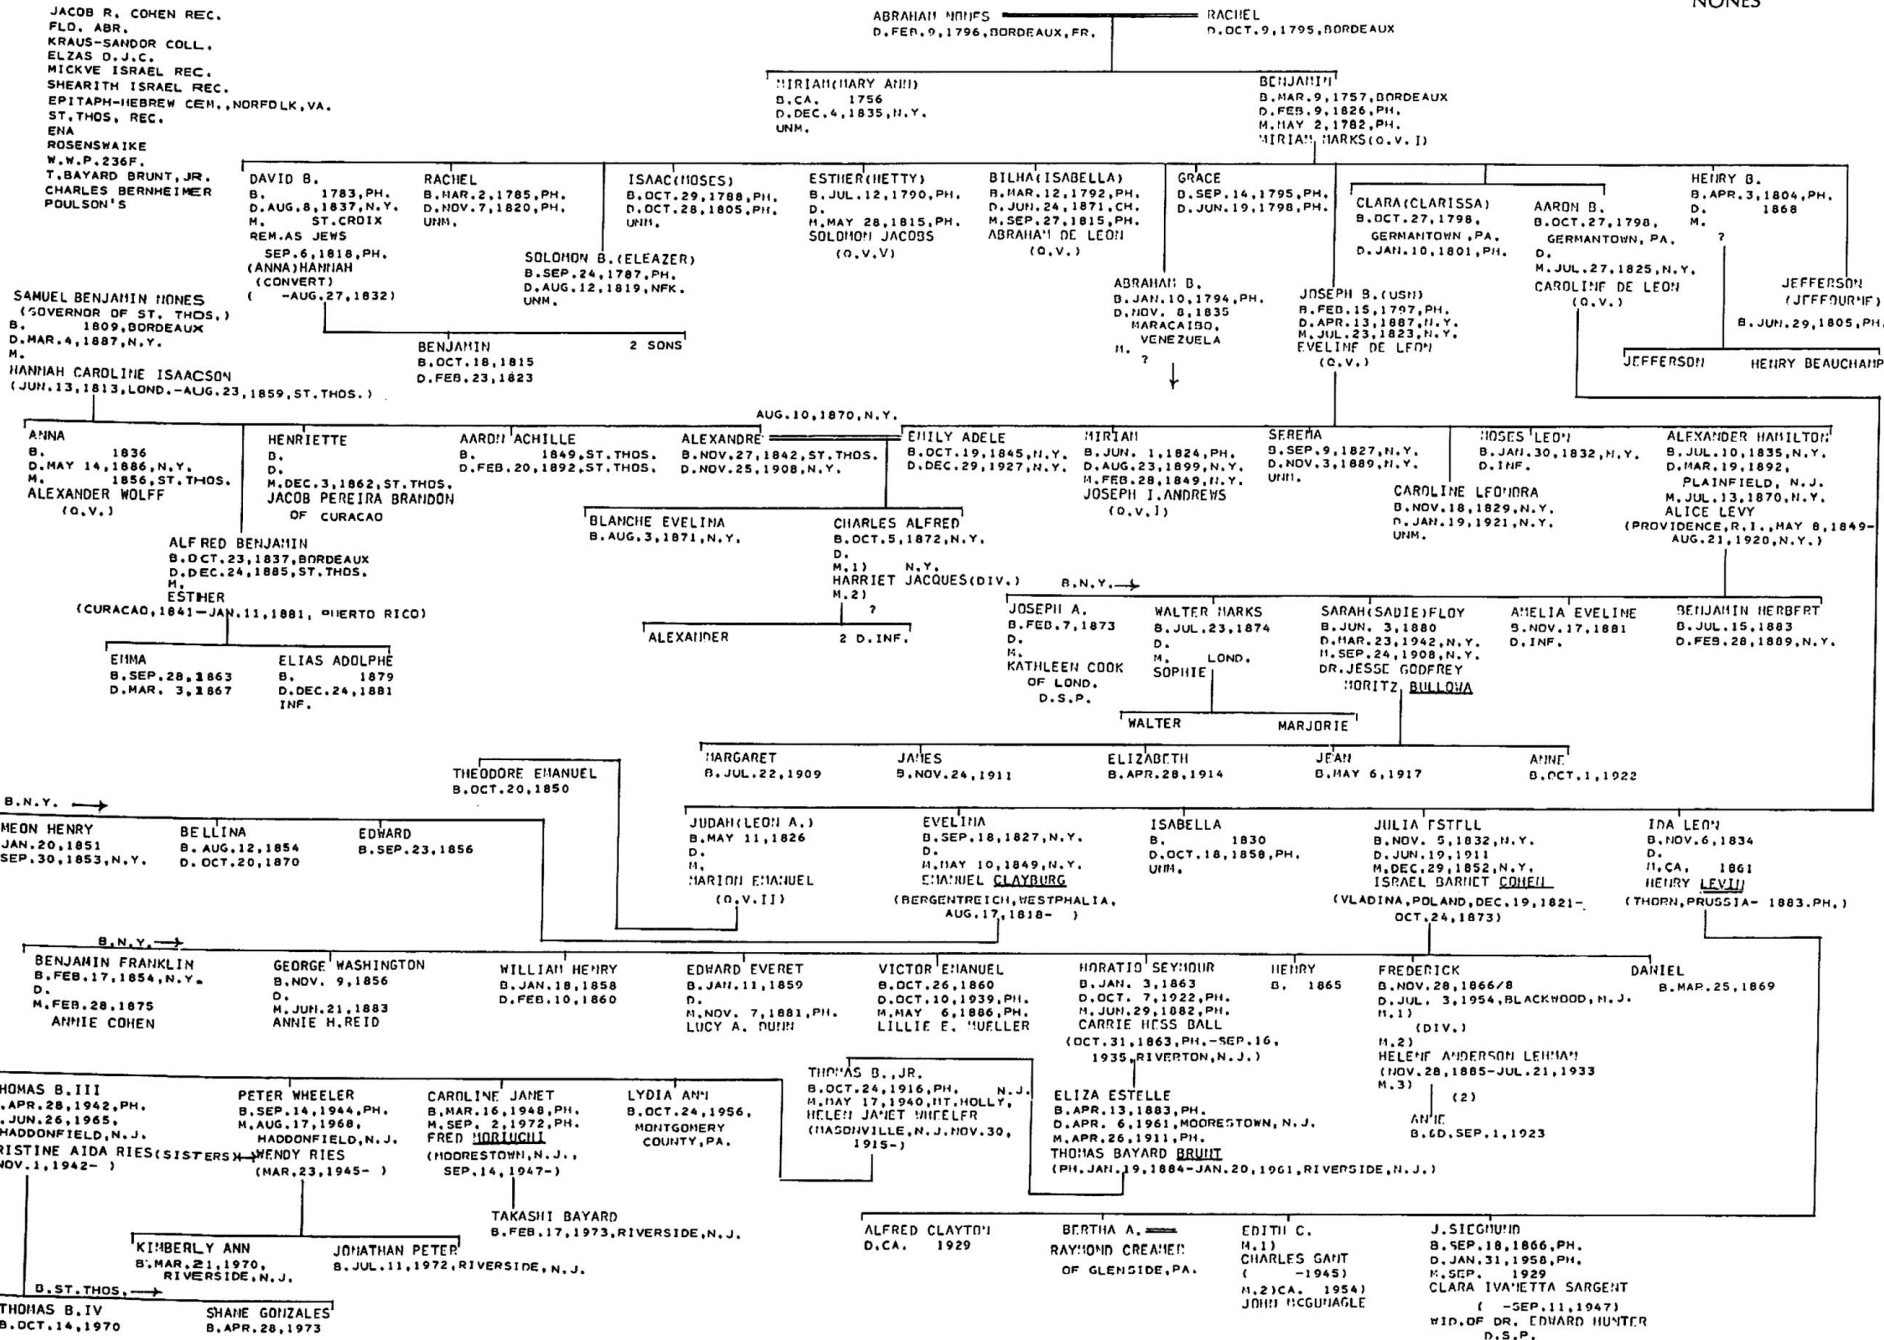 NONES
JACOB R. COHEN REC.
FLO. ABR.
KRAUS-SANDOR COLL.
ELZAS D.J.C.
MICKVE ISRAEL REC.
SHEARITH ISRAEL REC.
EPITAPH-HEBREW CEM.,NORFOLK,VA.
ST.THOS. REC.
ENA
ROSENSWAIKE
W.W.P.236F.
T.BAYARD BRUNT,JR.
CHARLES BERNHEIMER
POULSON'S
ABRAHAM NONES
D.FEB.9,1796,BORDEAUX,FR.
RACHEL
D.OCT.9,1795,BORDEAUX
MIRIAM(MARY ANN)
B.CA. 1756
D.DEC.4,1835,N.Y.
UNM.
BENJAMIN
B.MAR.9,1757,BORDEAUX
D.FEB.9,1826,PH.
M.MAY 2,1782,PH.
MIRIAM MARKS(Q.V.I)
DAVID B.
B. 1783,PH.
D.AUG.8,1837,N.Y.
M. ST.CROIX
REM.AS JEWS
SEP.6,1818,PH.
(ANNA)HANNAH
(CONVERT)
( -AUG.27,1832)
RACHEL
B.MAR.2,1785,PH.
D.NOV.7,1820,PH.
UNM.
SOLOMON B.(ELEAZER)
B.SEP.24,1787,PH.
D.AUG.12,1819,NFK.
UNM.
ISAAC(MOSES)
B.OCT.29,1788,PH.
D.OCT.28,1805,PH.
UNM.
ESTHER(HETTY)
B.JUL.12,1790,PH.
D.
M.MAY 28,1815,PH.
SOLOMON JACOBS
(Q.V.V)
BILHA(ISABELLA)
B.MAR.12,1792,PH.
D.JUN.24,1871,CH.
M.SEP.27,1815,PH.
ABRAHAM DE LEON
(Q.V.)
ABRAHAM B.
B.JAN.10,1794,PH.
D.NOV. 8,1835
MARACAIBO,
VENEZUELA
M.
?
GRACE
B.SEP.14,1795,PH.
D.JUN.19,1798,PH.
JOSEPH B.(USN)
B.FEB.15,1797,PH.
D.APR.13,1887,N.Y.
M.JUL.23,1823,N.Y.
EVELINE DE LEON
(Q.V.)
CLARA(CLARISSA)
B.OCT.27,1798,
GERMANTOWN,PA.
D.JAN.10,1801,PH.
AARON B.
B.OCT.27,1798,
GERMANTOWN, PA.
D.
M.JUL.27,1825,N.Y.
CAROLINE DE LEON
(Q.V.)
HENRY B.
B.APR.3,1804,PH.
D. 1868
M.
?
JEFFERSON
(JEFFOURNE)
B.JUN.29,1805,PH.
BENJAMIN
B.OCT.18,1815
D.FEB.23,1823
2 SONS
JEFFERSON
HENRY BEAUCHAMP
SAMUEL BENJAMIN NONES
(GOVERNOR OF ST. THOS.)
B. 1809,BORDEAUX
D.MAR.4,1887,N.Y.
M.
HANNAH CAROLINE ISAACSON
(JUN.13,1813,LOND.-AUG.23,1859,ST.THOS.)
ANNA
B. 1836
D.MAY 14,1886,N.Y.
M. 1856,ST.THOS.
ALEXANDER WOLFF
(Q.V.)
ALFRED BENJAMIN
B.OCT.23,1837,BORDEAUX
D.DEC.24,1885,ST.THOS.
M.
ESTHER
(CURACAO,1841-JAN.11,1881, PUERTO RICO)
HENRIETTE
B.
D.
M.DEC.3,1862,ST.THOS.
JACOB PEREIRA BRANDON
OF CURACAO
AARON ACHILLE
B. 1849,ST.THOS.
D.FEB.20,1892,ST.THOS.
AUG.10,1870,N.Y.
ALEXANDRE
B.NOV.27,1842,ST.THOS.
D.NOV.25,1908,N.Y.
EMILY ADELE
B.OCT.19,1845,N.Y.
D.DEC.29,1927,N.Y.
MIRIAM
B.JUN. 1,1824,PH.
D.AUG.23,1899,N.Y.
M.FEB.28,1849,N.Y.
JOSEPH I.ANDREWS
(Q.V.I)
SERENA
B.SEP.9,1827,N.Y.
D.NOV.3,1889,N.Y.
UNM.
CAROLINE LEONORA
B.NOV.18,1829,N.Y.
D.JAN.19,1921,N.Y.
UNM.
MOSES LEON
B.JAN.30,1832,N.Y.
D.INF.
ALEXANDER HAMILTON
B.JUL.10,1835,N.Y.
D.MAR.19,1892,
PLAINFIELD, N.J.
M.JUL.13,1870,N.Y.
ALICE LEVY
(PROVIDENCE,R.I.,MAY 8,1849-
AUG.21,1920,N.Y.)
BLANCHE EVELINA
B.AUG.3,1871,N.Y.
CHARLES ALFRED
B.OCT.5,1872,N.Y.
D.
M.1) N.Y.
HARRIET JACQUES(DIV.)
M.2)
?
ALEXANDER
2 D.INF.
EMMA
B.SEP.28,1863
D.MAR. 3,1867
ELIAS ADOLPHE
B. 1879
D.DEC.24,1881
INF.
B.N.Y.→
JOSEPH A.
B.FEB.7,1873
D.
M.
KATHLEEN COOK
OF LOND.
D.S.P.
WALTER MARKS
B.JUL.23,1874
D.
M. LOND.
SOPHIE
SARAH(SADIE)FLOY
B.JUN. 3,1880
D.MAR.23,1942,N.Y.
M.SEP.24,1908,N.Y.
DR.JESSE GODFREY
MORITZ BULLOWA
AMELIA EVELINE
B.NOV.17,1881
D.INF.
BENJAMIN HERBERT
B.JUL.15,1883
D.FEB.28,1889,N.Y.
WALTER
MARJORIE
MARGARET
B.JUL.22,1909
JAMES
B.NOV.24,1911
ELIZABETH
B.APR.28,1914
JEAN
B.MAY 6,1917
ANNE
B.OCT.1,1922
THEODORE EMANUEL
B.OCT.20,1850
JUDAH(LEON A.)
B.MAY 11,1826
D.
M.
MARION EMANUEL
(Q.V.II)
EVELINA
B.SEP.18,1827,N.Y.
D.
M.MAY 10,1849,N.Y.
EMANUEL CLAYBURG
(BERGENTREICH,WESTPHALIA,
AUG.17,1818- )
ISABELLA
B. 1830
D.OCT.18,1858,PH.
UNM.
JULIA ESTELL
B.NOV. 5,1832,N.Y.
D.JUN.19,1911
M.DEC.29,1852,N.Y.
ISRAEL BARNET COHEN
(VLADINA,POLAND,DEC.19,1821-
OCT.24,1873)
IDA LEON
B.NOV.6,1834
D.
M.CA. 1861
HENRY LEVIN
(THORN,PRUSSIA- 1883.PH.)
B.N.Y. →
MEON HENRY
JAN.20,1851
SEP.30,1853,N.Y.
BELLINA
B. AUG.12,1854
D. OCT.20,1870
EDWARD
B.SEP.23,1856
B.N.Y.→
BENJAMIN FRANKLIN
B.FEB.17,1854,N.Y.
D.
M.FEB.28,1875
ANNIE COHEN
GEORGE WASHINGTON
B.NOV. 9,1856
D.
M.JUN.21,1883
ANNIE H.REID
WILLIAM HENRY
B.JAN.18,1858
D.FEB.10,1860
EDWARD EVERET
B.JAN.11,1859
D.
M.NOV. 7,1881,PH.
LUCY A. DUNN
VICTOR EMANUEL
B.OCT.26,1860
D.OCT.10,1939,PH.
M.MAY 6,1886,PH.
LILLIE E. MUELLER
HORATIO SEYMOUR
B.JAN. 3,1863
D.OCT. 7,1922,PH.
M.JUN.29,1882,PH.
CARRIE HESS BALL
(OCT.31,1863,PH.-SEP.16,
1935,RIVERTON,N.J.)
HENRY
B. 1865
FREDERICK
B.NOV.28,1866/8
D.JUL. 3,1954,BLACKWOOD,N.J.
M.1)
(DIV.)
M.2)
HELENE ANDERSON LEHMAN
(NOV.28,1885-JUL.21,1933
M.3)
(2)
ANNE
B.&D.SEP.1,1923
DANIEL
B.MAR.25,1869
HOMAS B.III
.APR.28,1942,PH.
.JUN.26,1965,
HADDONFIELD,N.J.
RISTINE AIDA RIES(SISTERS)→
NOV.1,1942- )
PETER WHEELER
B.SEP.14,1944,PH.
M.AUG.17,1968,
HADDONFIELD,N.J.
WENDY RIES
(MAR.23,1945- )
CAROLINE JANET
B.MAR.16,1948,PH.
M.SEP. 2,1972,PH.
FRED MORIUCHI
(MOORESTOWN,N.J.,
SEP.14,1947-)
LYDIA ANN
B.OCT.24,1956,
MONTGOMERY
COUNTY,PA.
THOMAS B.,JR.
B.OCT.24,1916,PH. N.J.
M.MAY 17,1940,MT.HOLLY,
HELEN JANET WHEELER
(MASONVILLE,N.J.NOV.30,
1915-)
ELIZA ESTELLE
B.APR.13,1883,PH.
D.APR. 6,1961,MOORESTOWN,N.J.
M.APR.26,1911,PH.
THOMAS BAYARD BRUNT
(PH.JAN.19,1884-JAN.20,1961,RIVERSIDE,N.J.)
TAKASHI BAYARD
B.FEB.17,1973,RIVERSIDE,N.J.
KIMBERLY ANN
B.MAR.21,1970,
RIVERSIDE,N.J.
JONATHAN PETER
B.JUL.11,1972,RIVERSIDE,N.J.
B.ST.THOS.→
THOMAS B.IV
B.OCT.14,1970
SHANE GONZALES
B.APR.28,1973
ALFRED CLAYTON
D.CA. 1929
BERTHA A.
RAYMOND CREAMER
OF GLENSIDE,PA.
EDITH C.
M.1)
CHARLES GANT
( -1945)
M.2)CA. 1954)
JOHN MCGUNAGLE
J.SIEGMUND
B.SEP.18,1866,PH.
D.JAN.31,1958,PH.
M.SEP. 1929
CLARA IVANETTA SARGENT
( -SEP.11,1947)
WID.OF DR. EDWARD HUNTER
D.S.P.